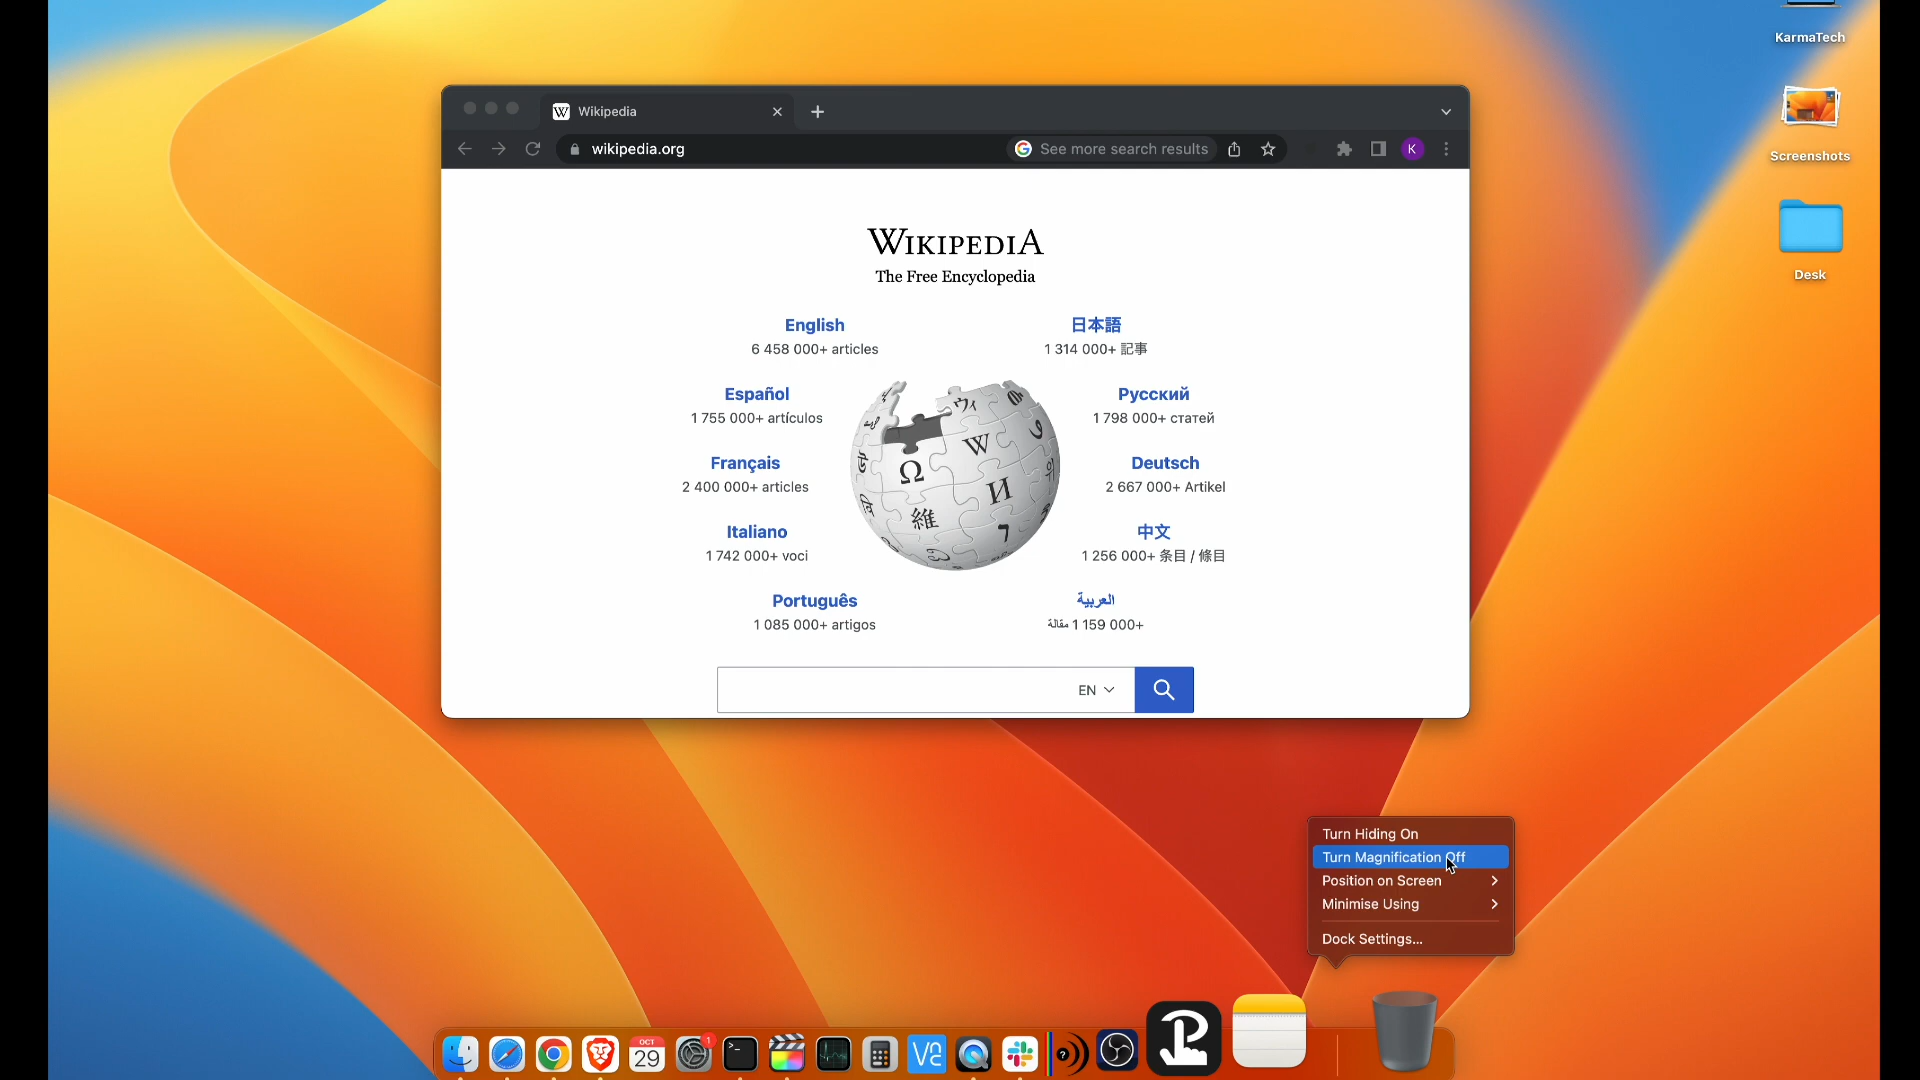 KarmaTech
Screenshots
Desk
Wikipedia
wikipedia.org
See more search results
K
WIKIPEDIA
The Free Encyclopedia
English
6 458 000+ articles
日本語
1 314 000+ 記事
Español
1 755 000+ artículos
Русский
1 798 000+ статей
Français
2 400 000+ articles
Deutsch
2 667 000+ Artikel
Italiano
1 742 000+ voci
中文
1 256 000+ 条目 / 條目
Português
1 085 000+ artigos
العربية
1 159 000+ مقالة
Ω
W
И
維
ウィ
EN
Turn Hiding On
Turn Magnification Off
Position on Screen
Minimise Using
Dock Settings...
OCT
29
1